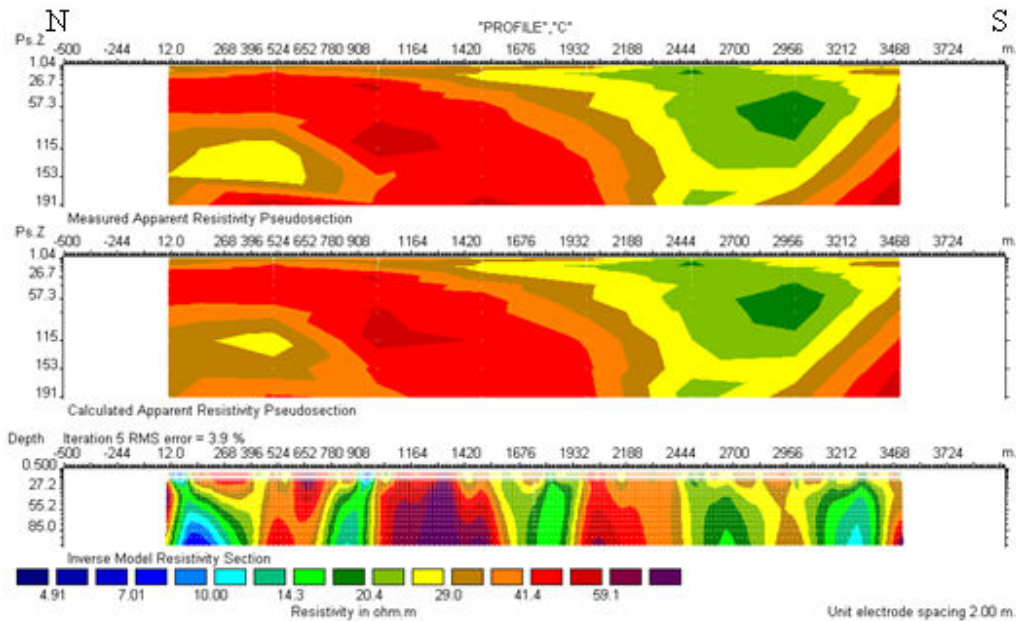 N S
"PROFILE","C"
Ps.Z
-500 -244 12.0 268 396 524 652 780 908 1164 1420 1676 1932 2188 2444 2700 2956 3212 3468 3724 m.
1.04
26.7
57.3
115
153
191
Measured Apparent Resistivity Pseudosection
Ps.Z
-500 -244 12.0 268 396 524 652 780 908 1164 1420 1676 1932 2188 2444 2700 2956 3212 3468 3724 m.
1.04
26.7
57.3
115
153
191
Calculated Apparent Resistivity Pseudosection
Depth Iteration 5 RMS error = 3.9 %
-500 -244 12.0 268 396 524 652 780 908 1164 1420 1676 1932 2188 2444 2700 2956 3212 3468 3724 m.
0.500
27.2
55.2
85.0
Inverse Model Resistivity Section
4.91 7.01 10.00 14.3 20.4 29.0 41.4 59.1
Resistivity in ohm.m Unit electrode spacing 2.00 m.